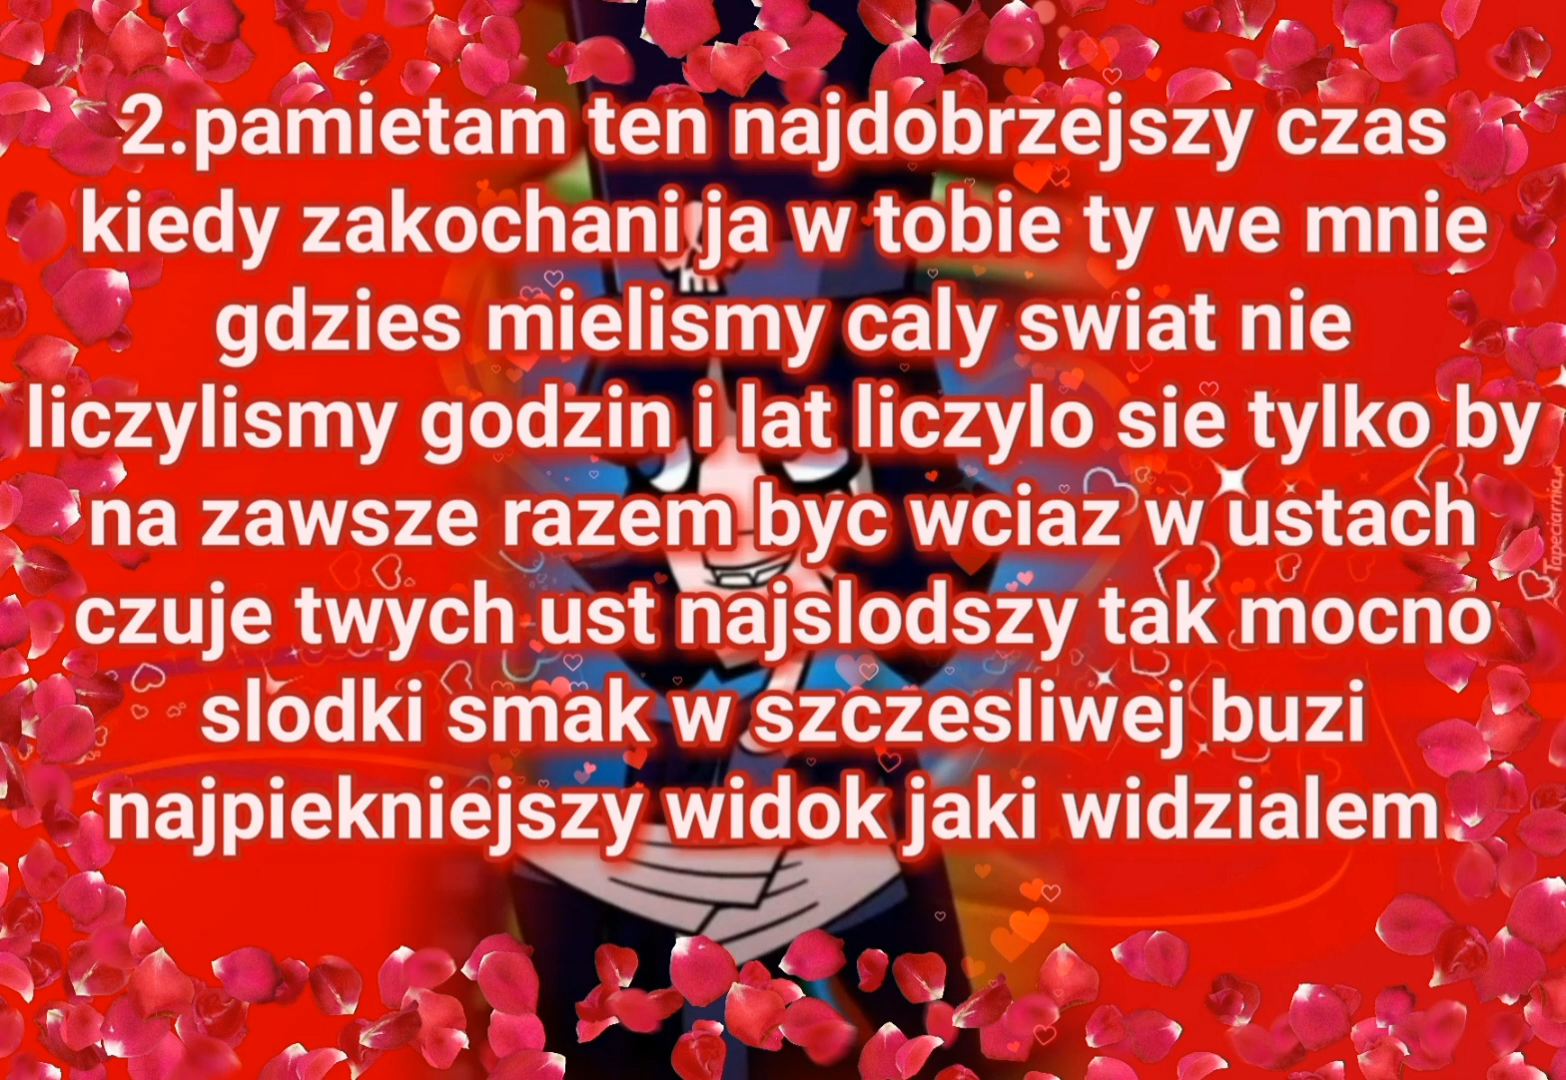 2.pamietam ten najdobrzejszy czas
kiedy zakochani ja w tobie ty we mnie
gdzies mielismy caly swiat nie
liczylismy godzin i lat liczylo sie tylko by
na zawsze razem byc wciaz w ustach
czuje twych ust najslodszy tak mocno
slodki smak w szczesliwej buzi
najpiekniejszy widok jaki widzialem
Tapeciarnia.pl